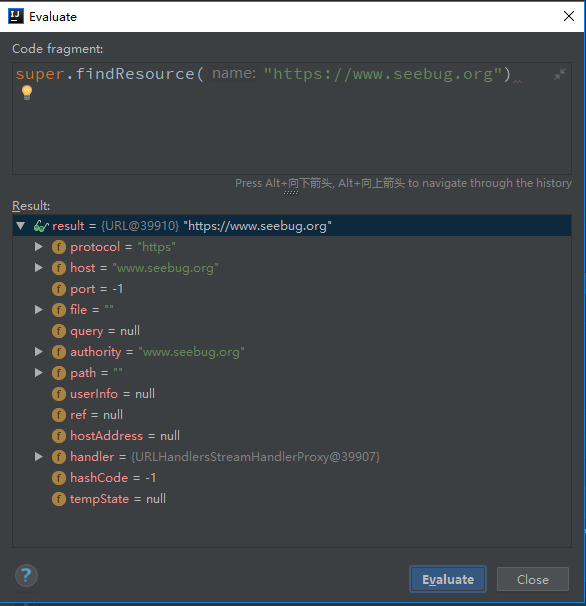 IJ Evaluate
Code fragment:
super.findResource( name: "https://www.seebug.org")
Press Alt+向下箭头, Alt+向上箭头 to navigate through the history
Result:
result = {URL@39910} "https://www.seebug.org"
f protocol = "https"
f host = "www.seebug.org"
f port = -1
f file = ""
f query = null
f authority = "www.seebug.org"
f path = ""
f userInfo = null
f ref = null
f hostAddress = null
f handler = {URLHandlersStreamHandlerProxy@39907}
f hashCode = -1
f tempState = null
? Evaluate Close